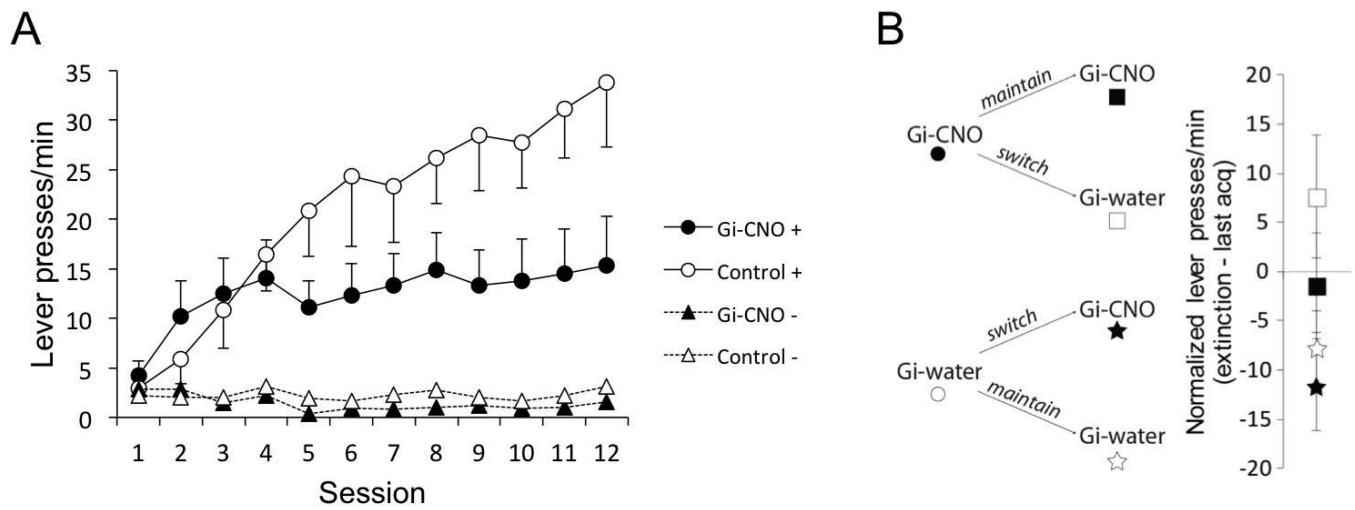 A
Lever presses/min
35
30
25
20
15
10
5
0
1 2 3 4 5 6 7 8 9 10 11 12
Session
Gi-CNO +
Control +
Gi-CNO -
Control -
B
Gi-CNO
maintain
Gi-CNO
switch
Gi-water
Gi-water
switch
Gi-CNO
maintain
Gi-water
Normalized lever presses/min
(extinction - last acq)
20
15
10
5
0
-5
-10
-15
-20